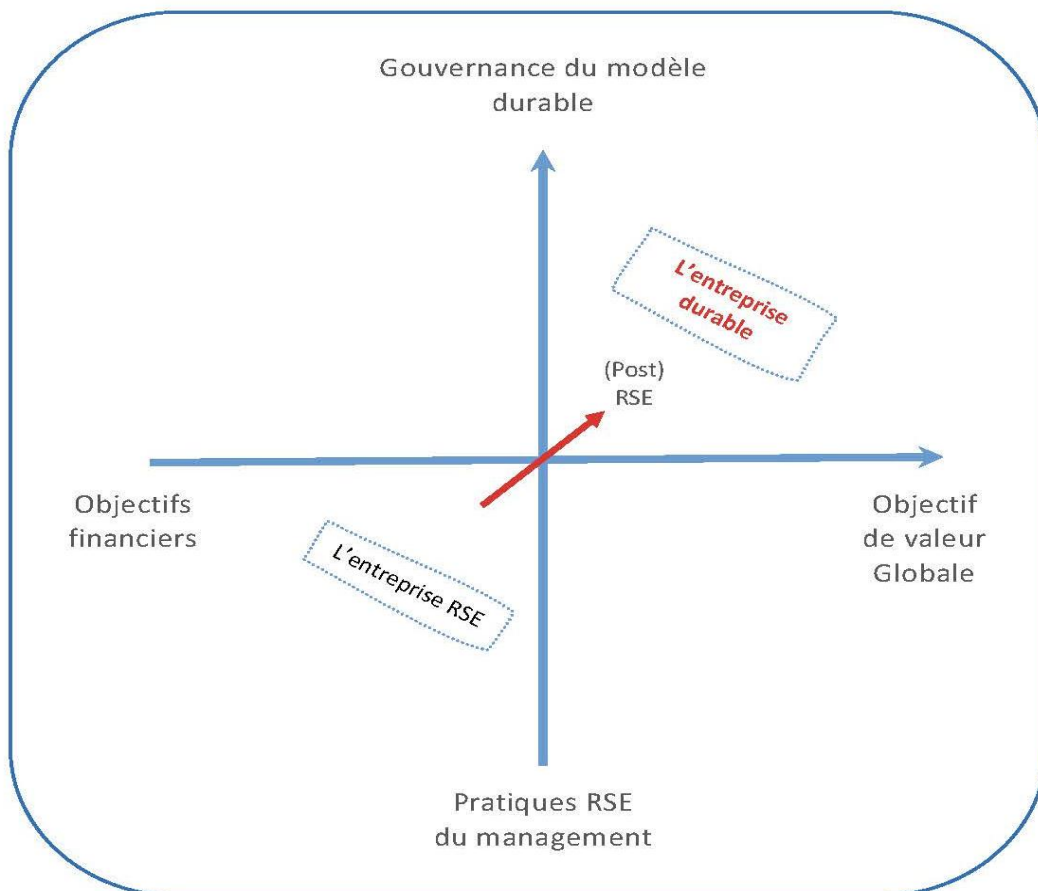 Gouvernance du modèle
durable
L'entreprise
durable
(Post)
RSE
Objectifs
financiers
Objectif
de valeur
Globale
L'entreprise RSE
Pratiques RSE
du management